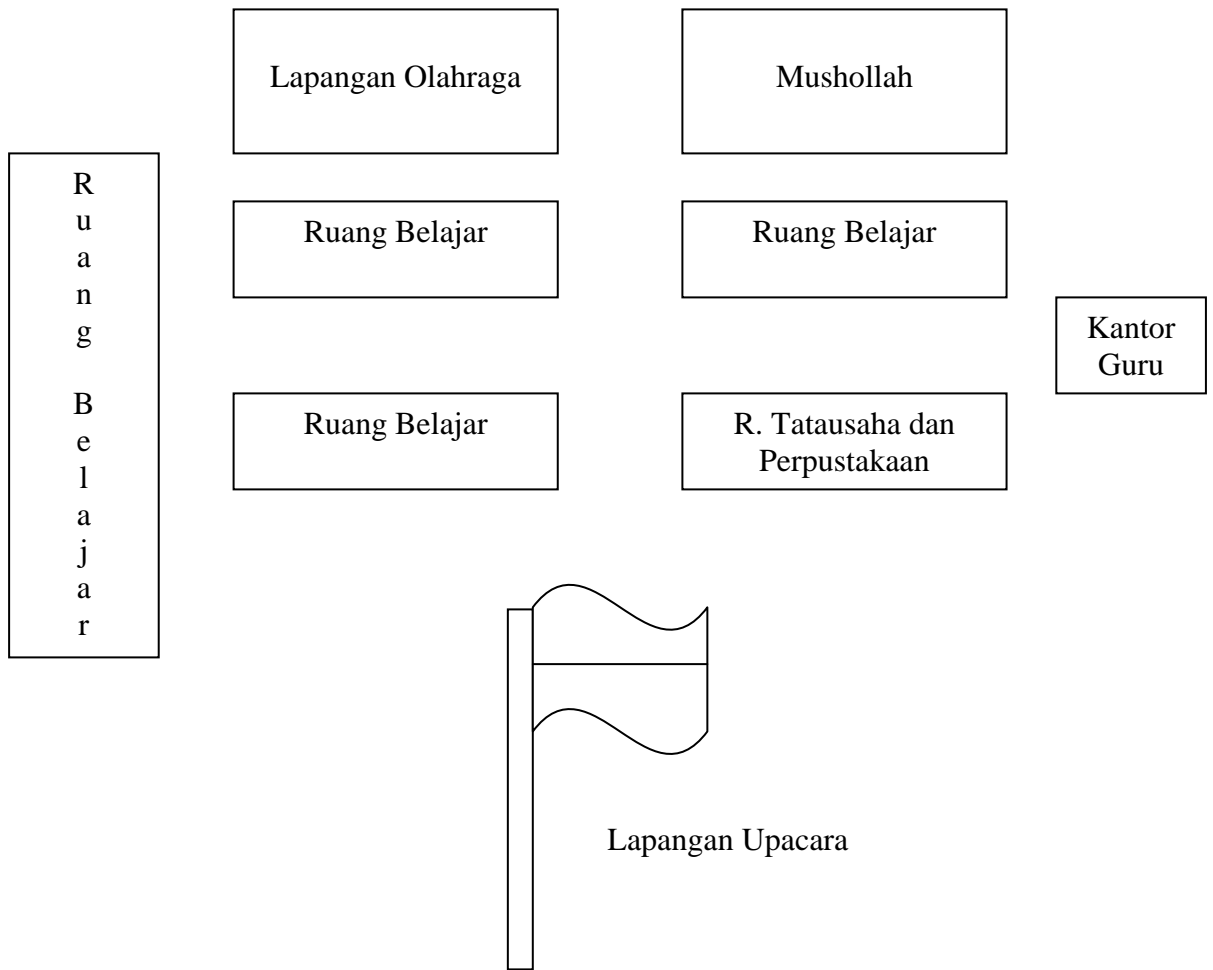 Lapangan Olahraga
Mushollah
R
u
a
n
g
B
e
l
a
j
a
r
Ruang Belajar
Ruang Belajar
Kantor
Guru
Ruang Belajar
R. Tatausaha dan
Perpustakaan
Lapangan Upacara